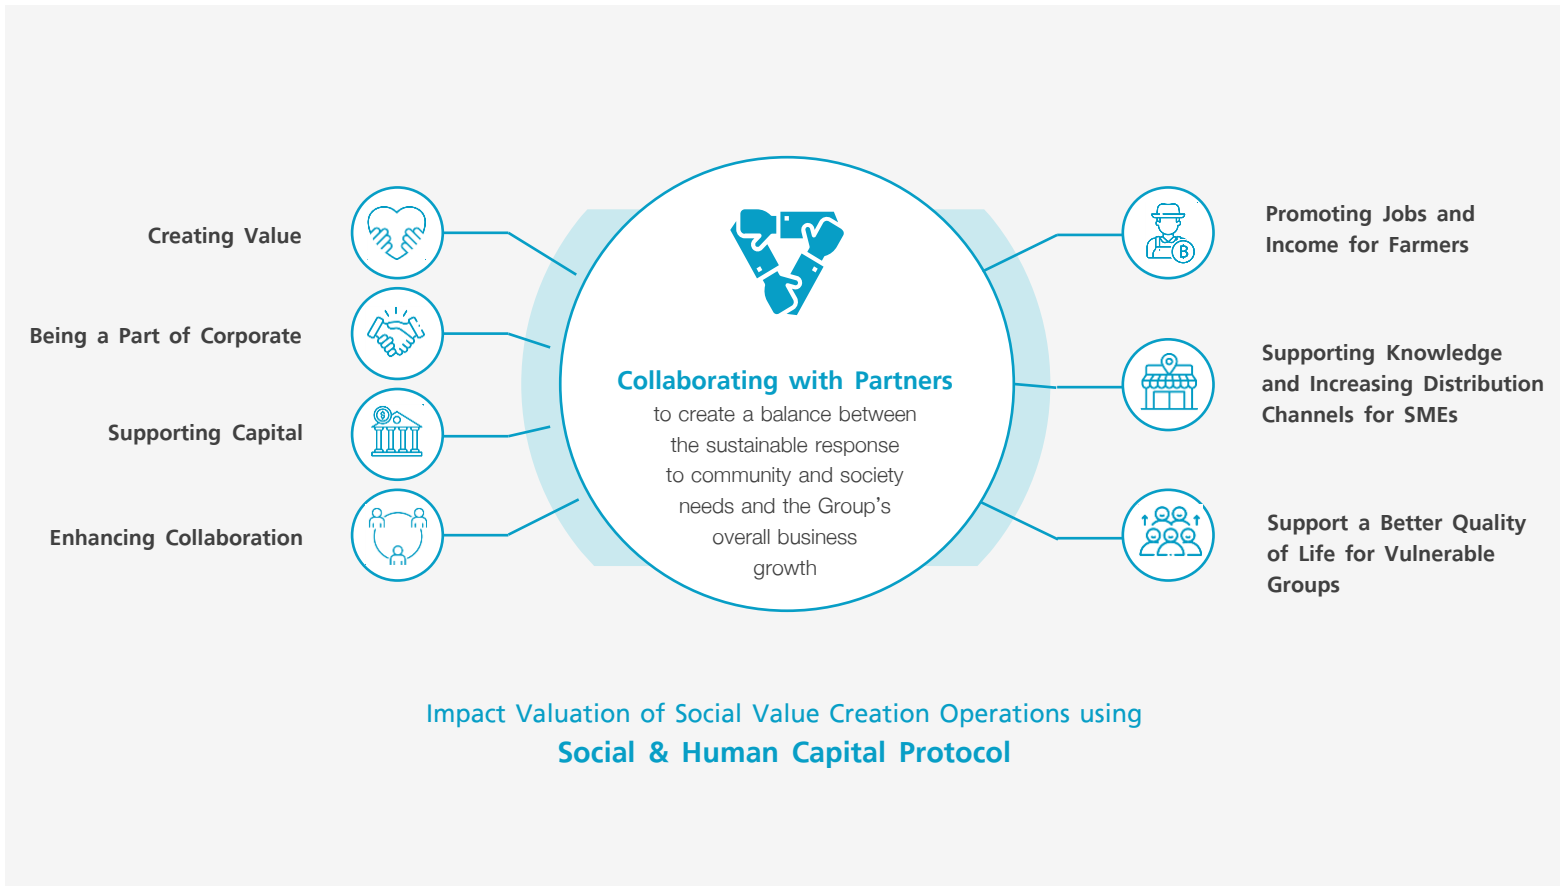 Creating Value
Being a Part of Corporate
Supporting Capital
Enhancing Collaboration
Collaborating with Partners
to create a balance between
the sustainable response
to community and society
needs and the Group's
overall business
growth
Promoting Jobs and
Income for Farmers
Supporting Knowledge
and Increasing Distribution
Channels for SMEs
Support a Better Quality
of Life for Vulnerable
Groups
Impact Valuation of Social Value Creation Operations using
Social & Human Capital Protocol